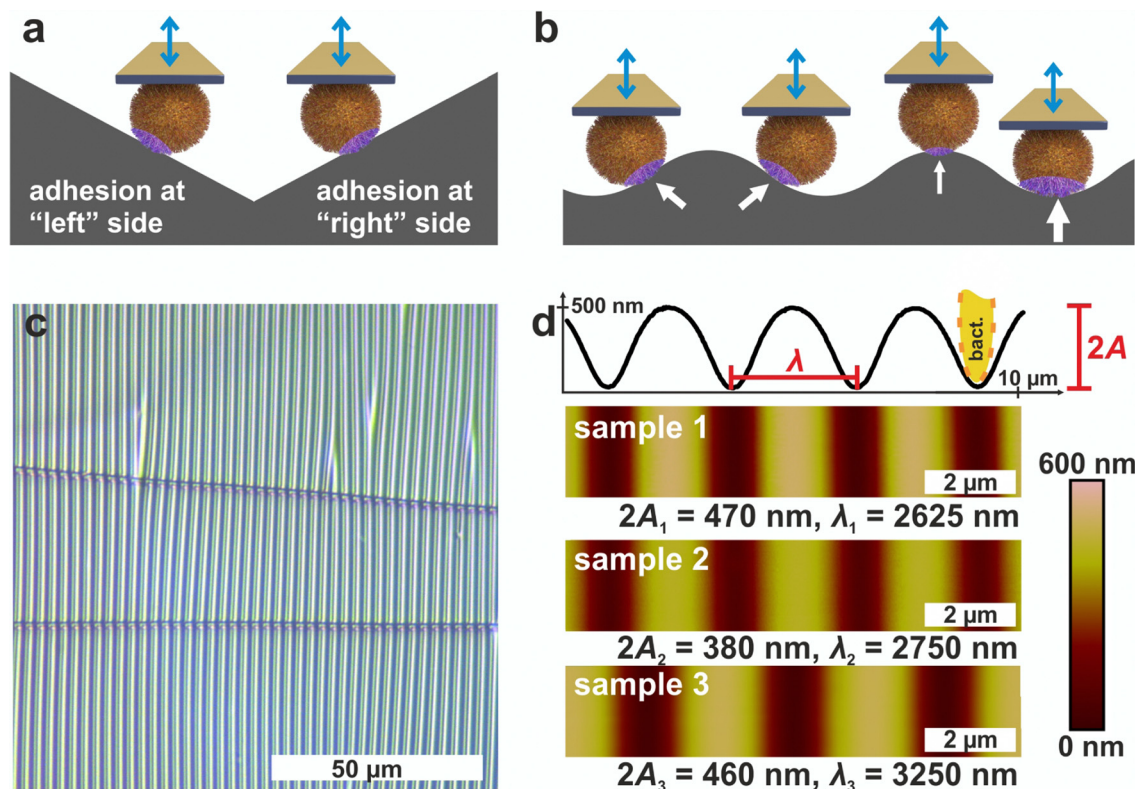 a
adhesion at
“left” side
adhesion at
“right” side
b
c
50 µm
d
500 nm
λ
bact.
2A
10 µm
sample 1
2 µm
2A₁ = 470 nm, λ₁ = 2625 nm
sample 2
2 µm
2A₂ = 380 nm, λ₂ = 2750 nm
sample 3
2 µm
2A₃ = 460 nm, λ₃ = 3250 nm
600 nm
0 nm